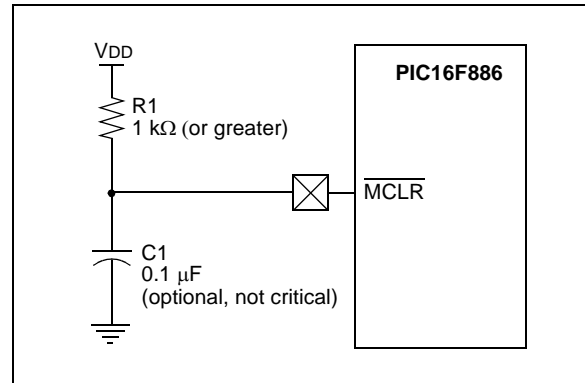 VDD
R1
1 kΩ (or greater)
PIC16F886
MCLR
C1
0.1 μF
(optional, not critical)